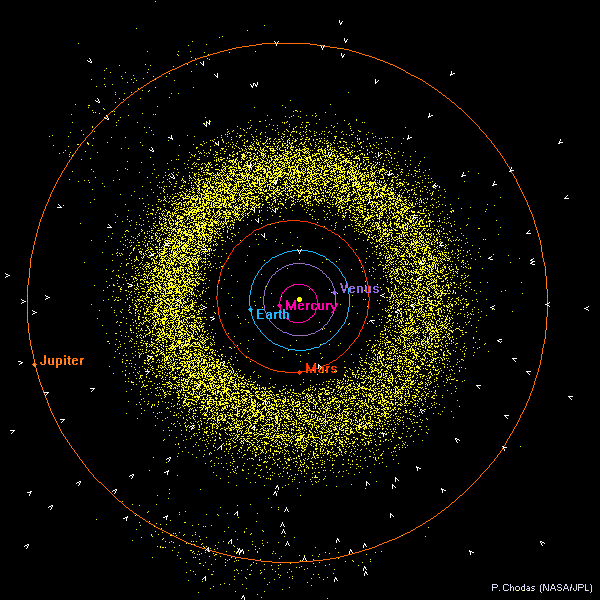 Venus
Mercury
Earth
Jupiter
Mars
P. Chodas (NASA/JPL)